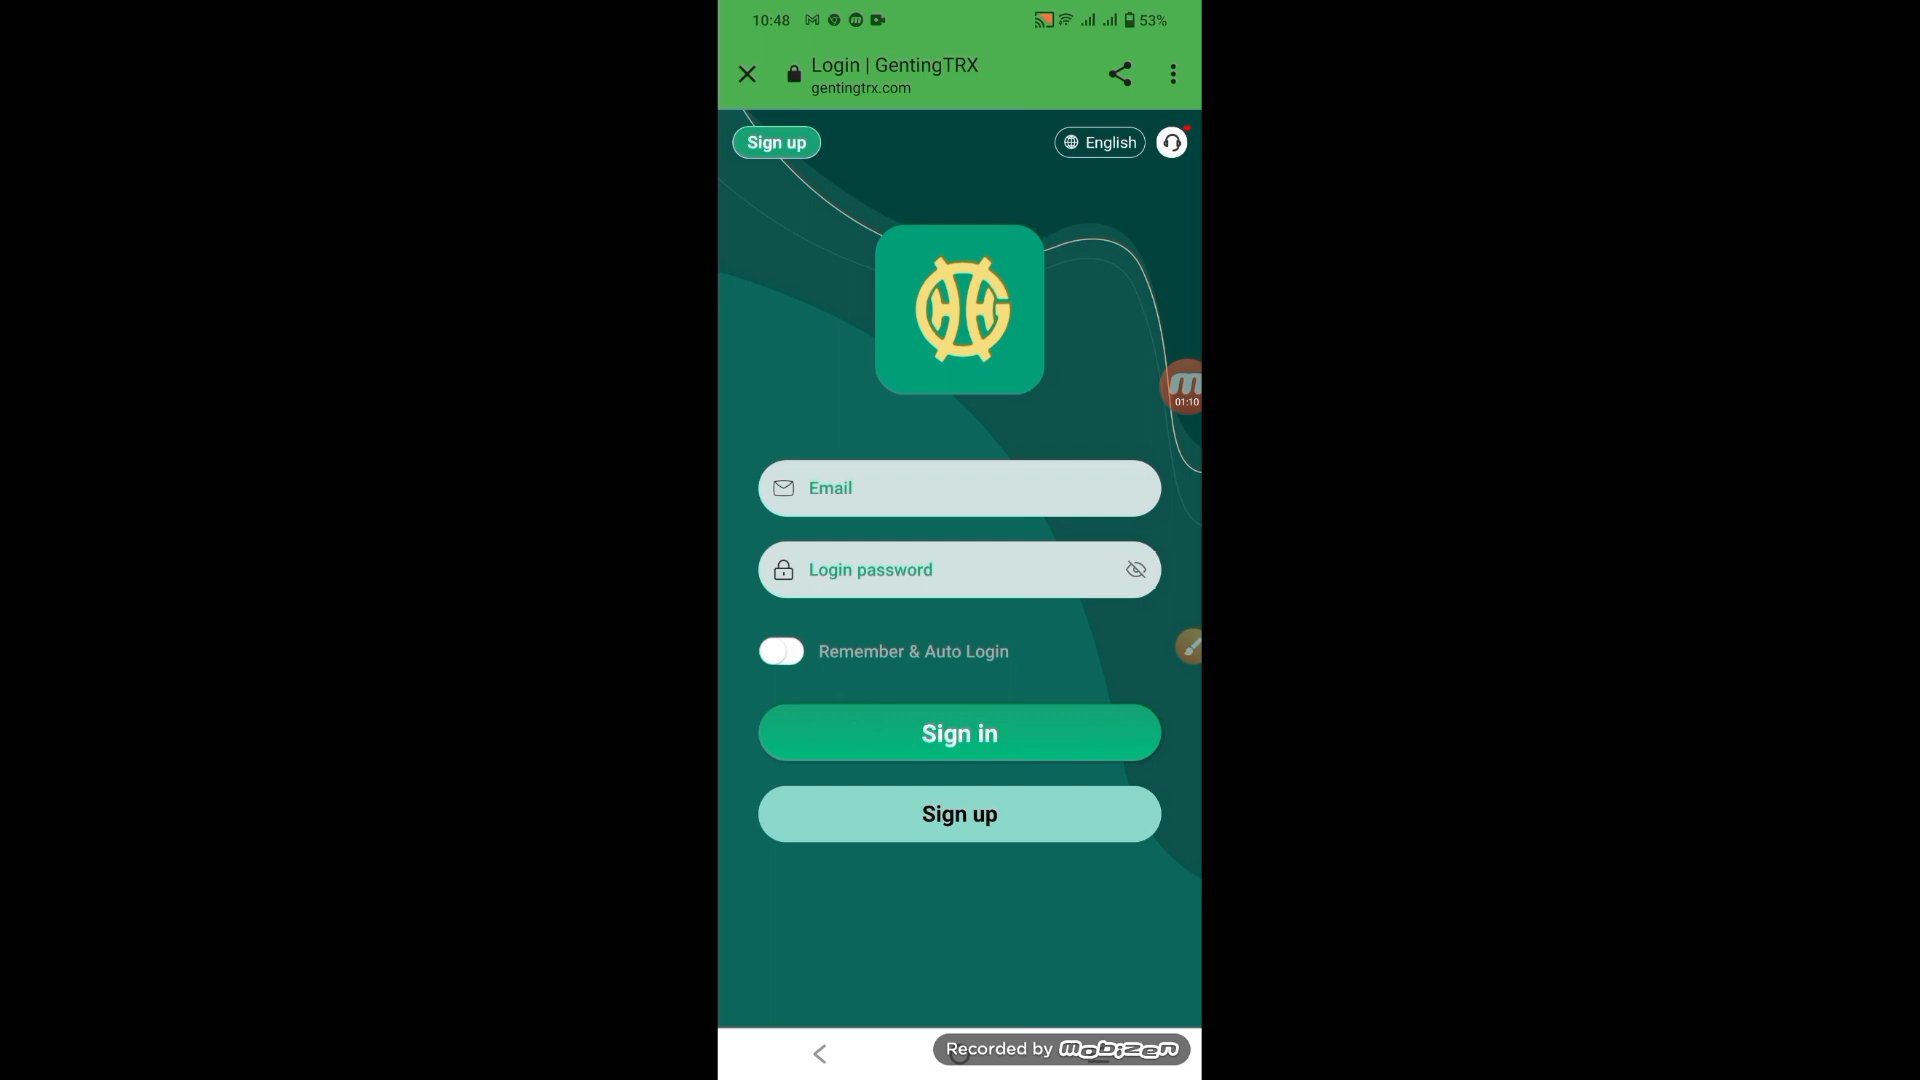 10:48
53%
Login | GentingTRX
gentingtrx.com
Sign up
English
01:10
Email
Login password
Remember & Auto Login
Sign in
Sign up
Recorded by mobizen